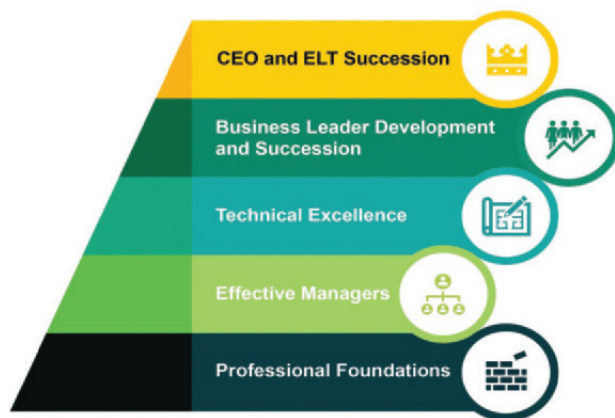 CEO and ELT Succession
Business Leader Development
and Succession
Technical Excellence
Effective Managers
Professional Foundations